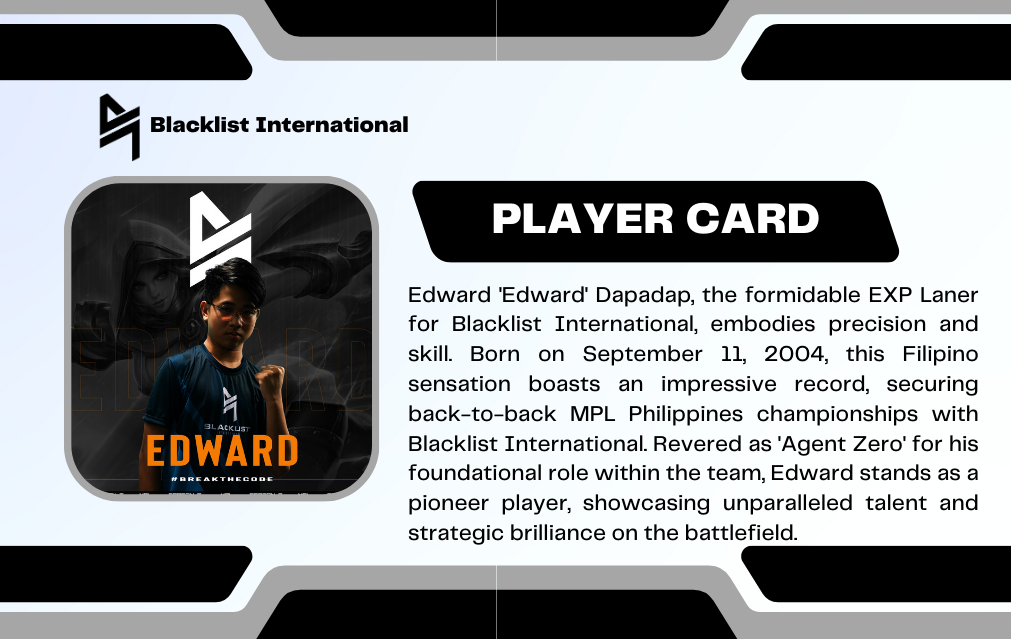 Blacklist International
PLAYER CARD
Edward 'Edward' Dapadap, the formidable EXP Laner
for Blacklist International, embodies precision and
skill. Born on September 11, 2004, this Filipino
sensation boasts an impressive record, securing
back-to-back MPL Philippines championships with
Blacklist International. Revered as 'Agent Zero' for his
foundational role within the team, Edward stands as a
pioneer player, showcasing unparalleled talent and
strategic brilliance on the battlefield.
EDWARD
BLACKLIST
EDWARD
#BREAKTHECODE